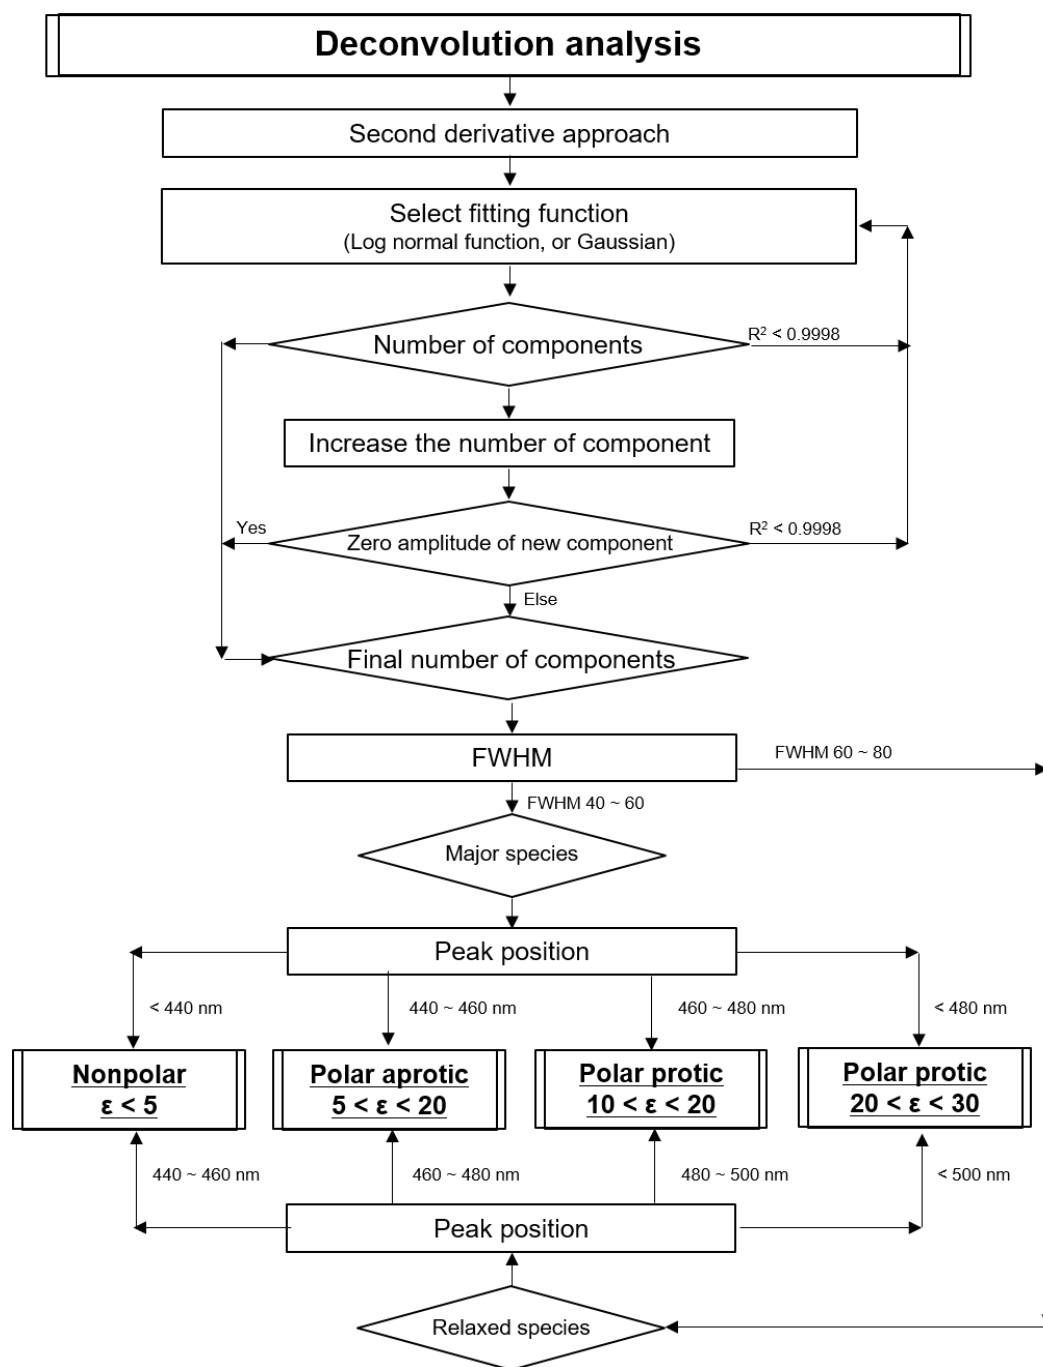 Deconvolution analysis
Second derivative approach
Select fitting function
(Log normal function, or Gaussian)
Number of components
R² < 0.9998
Increase the number of component
Yes
Zero amplitude of new component
R² < 0.9998
Else
Final number of components
FWHM
FWHM 60 ~ 80
FWHM 40 ~ 60
Major species
Peak position
< 440 nm
440 ~ 460 nm
460 ~ 480 nm
< 480 nm
Nonpolar
ε < 5
Polar aprotic
5 < ε < 20
Polar protic
10 < ε < 20
Polar protic
20 < ε < 30
440 ~ 460 nm
460 ~ 480 nm
480 ~ 500 nm
< 500 nm
Peak position
Relaxed species